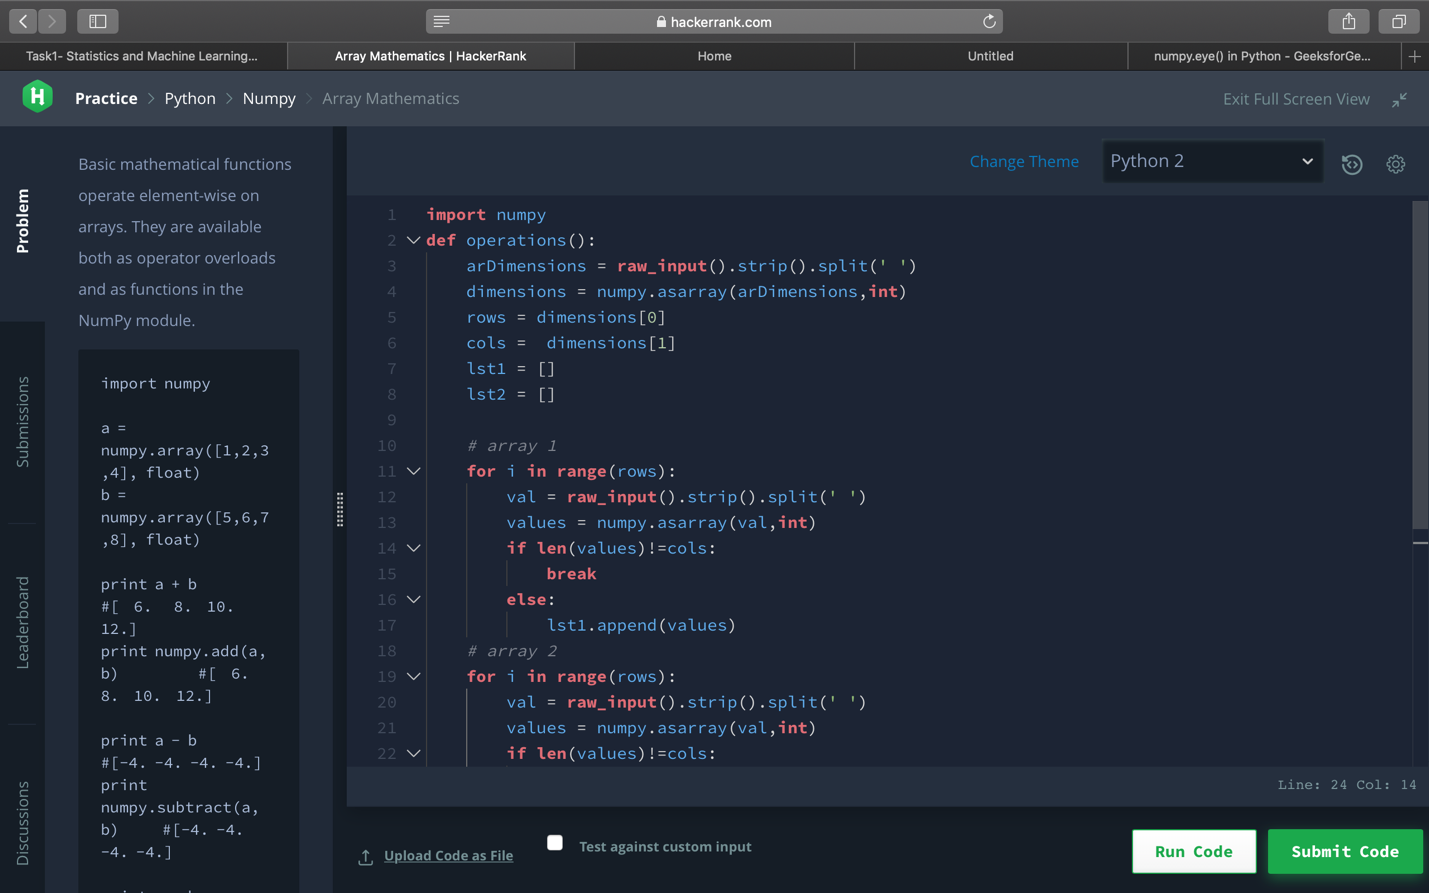 hackerrank.com
Task1- Statistics and Machine Learning...
Array Mathematics | HackerRank
Home
Untitled
numpy.eye() in Python - GeeksforGe...
H
Practice > Python > Numpy > Array Mathematics
Exit Full Screen View
Problem
Submissions
Leaderboard
Discussions
Basic mathematical functions
operate element-wise on
arrays. They are available
both as operator overloads
and as functions in the
NumPy module.
import numpy
a =
numpy.array([1,2,3
,4], float)
b =
numpy.array([5,6,7
,8], float)
print a + b
#[ 6. 8. 10.
12.]
print numpy.add(a,
b) #[ 6.
8. 10. 12.]
print a - b
#[-4. -4. -4. -4.]
print
numpy.subtract(a,
b) #[-4. -4.
-4. -4.]
Change Theme
Python 2
1 import numpy
2 def operations():
3 arDimensions = raw_input().strip().split(' ')
4 dimensions = numpy.asarray(arDimensions,int)
5 rows = dimensions[0]
6 cols =  dimensions[1]
7 lst1 = []
8 lst2 = []
9
10 # array 1
11 for i in range(rows):
12 val = raw_input().strip().split(' ')
13 values = numpy.asarray(val,int)
14 if len(values)!=cols:
15 break
16 else:
17 lst1.append(values)
18 # array 2
19 for i in range(rows):
20 val = raw_input().strip().split(' ')
21 values = numpy.asarray(val,int)
22 if len(values)!=cols:
Line: 24 Col: 14
Upload Code as File
Test against custom input
Run Code
Submit Code